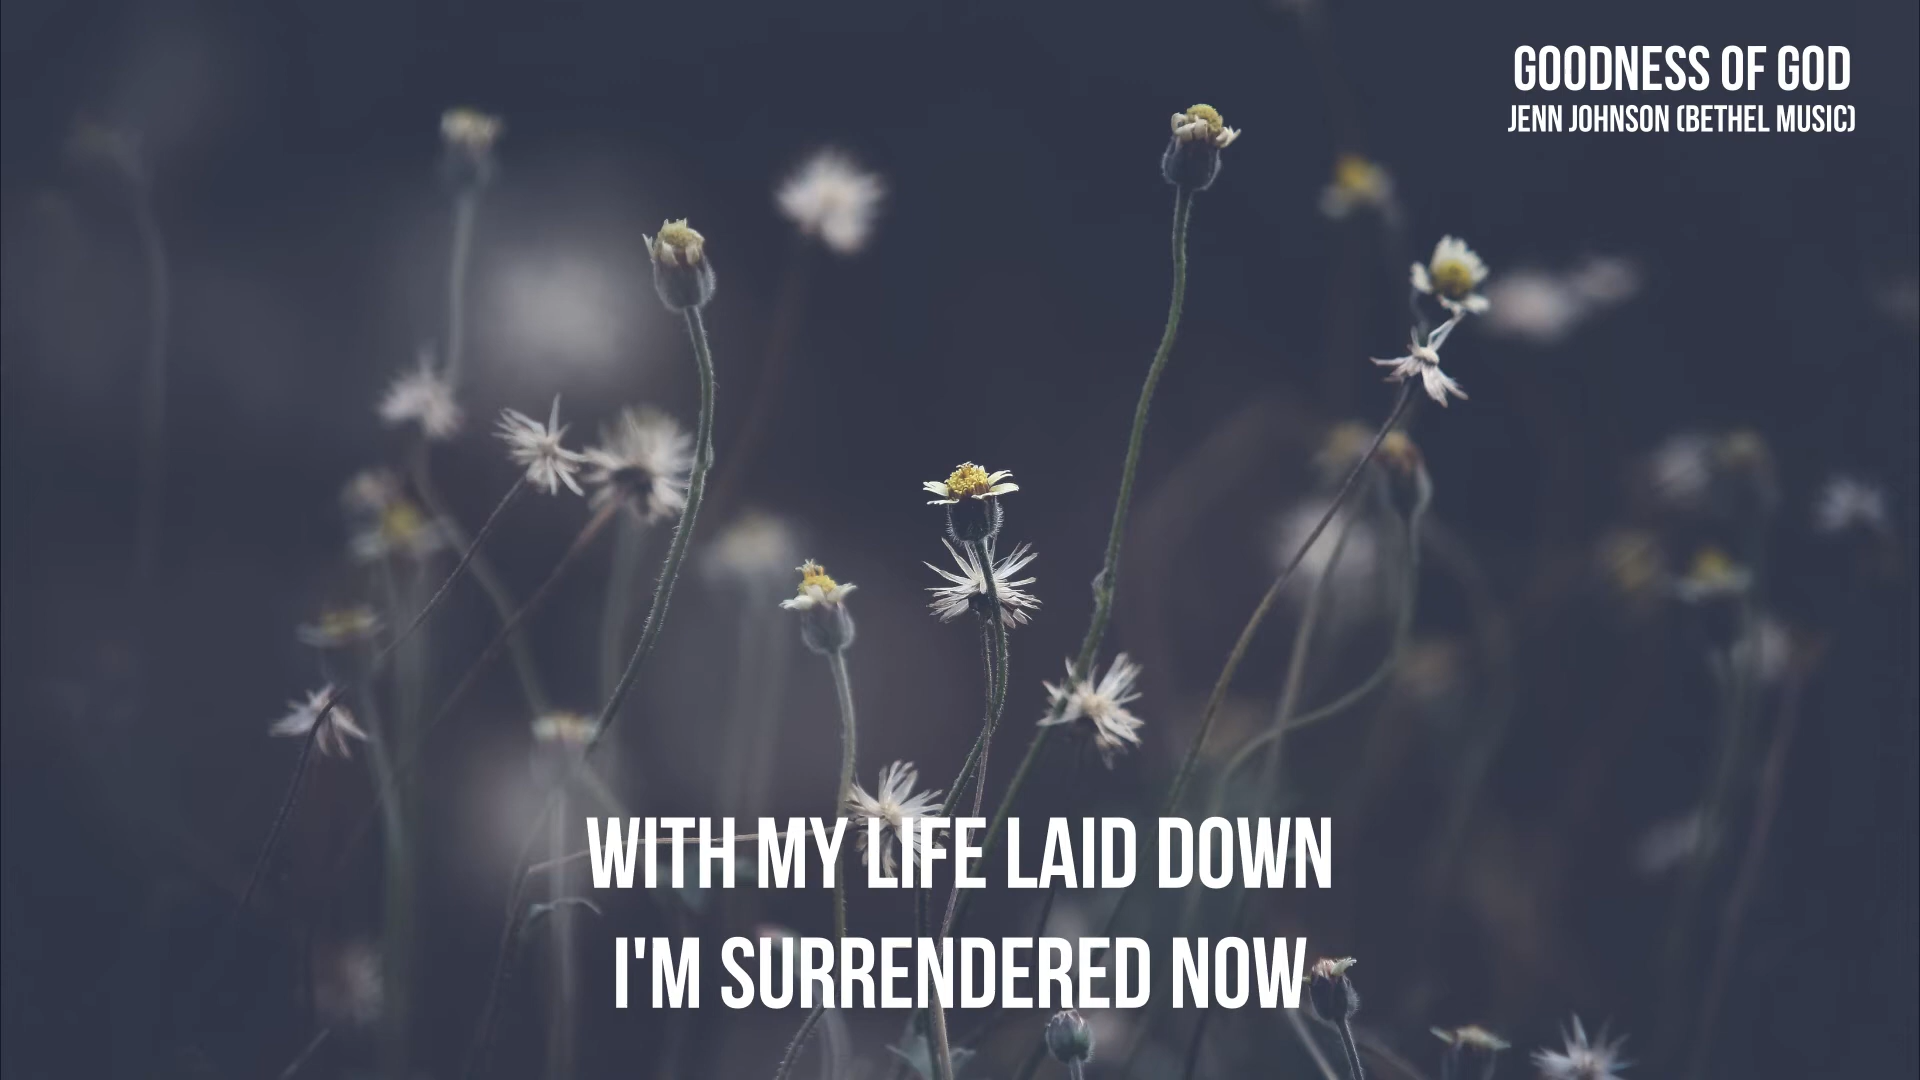 GOODNESS OF GOD
JENN JOHNSON (BETHEL MUSIC)
WITH MY LIFE LAID DOWN
I'M SURRENDERED NOW